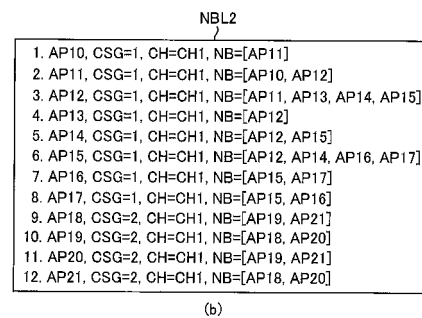 NBL2
1. AP10, CSG=1, CH=CH1, NB=[AP11]
2. AP11, CSG=1, CH=CH1, NB=[AP10, AP12]
3. AP12, CSG=1, CH=CH1, NB=[AP11, AP13, AP14, AP15]
4. AP13, CSG=1, CH=CH1, NB=[AP12]
5. AP14, CSG=1, CH=CH1, NB=[AP12, AP15]
6. AP15, CSG=1, CH=CH1, NB=[AP12, AP14, AP16, AP17]
7. AP16, CSG=1, CH=CH1, NB=[AP15, AP17]
8. AP17, CSG=1, CH=CH1, NB=[AP15, AP16]
9. AP18, CSG=2, CH=CH1, NB=[AP19, AP21]
10. AP19, CSG=2, CH=CH1, NB=[AP18, AP20]
11. AP20, CSG=2, CH=CH1, NB=[AP19, AP21]
12. AP21, CSG=2, CH=CH1, NB=[AP18, AP20]
(b)